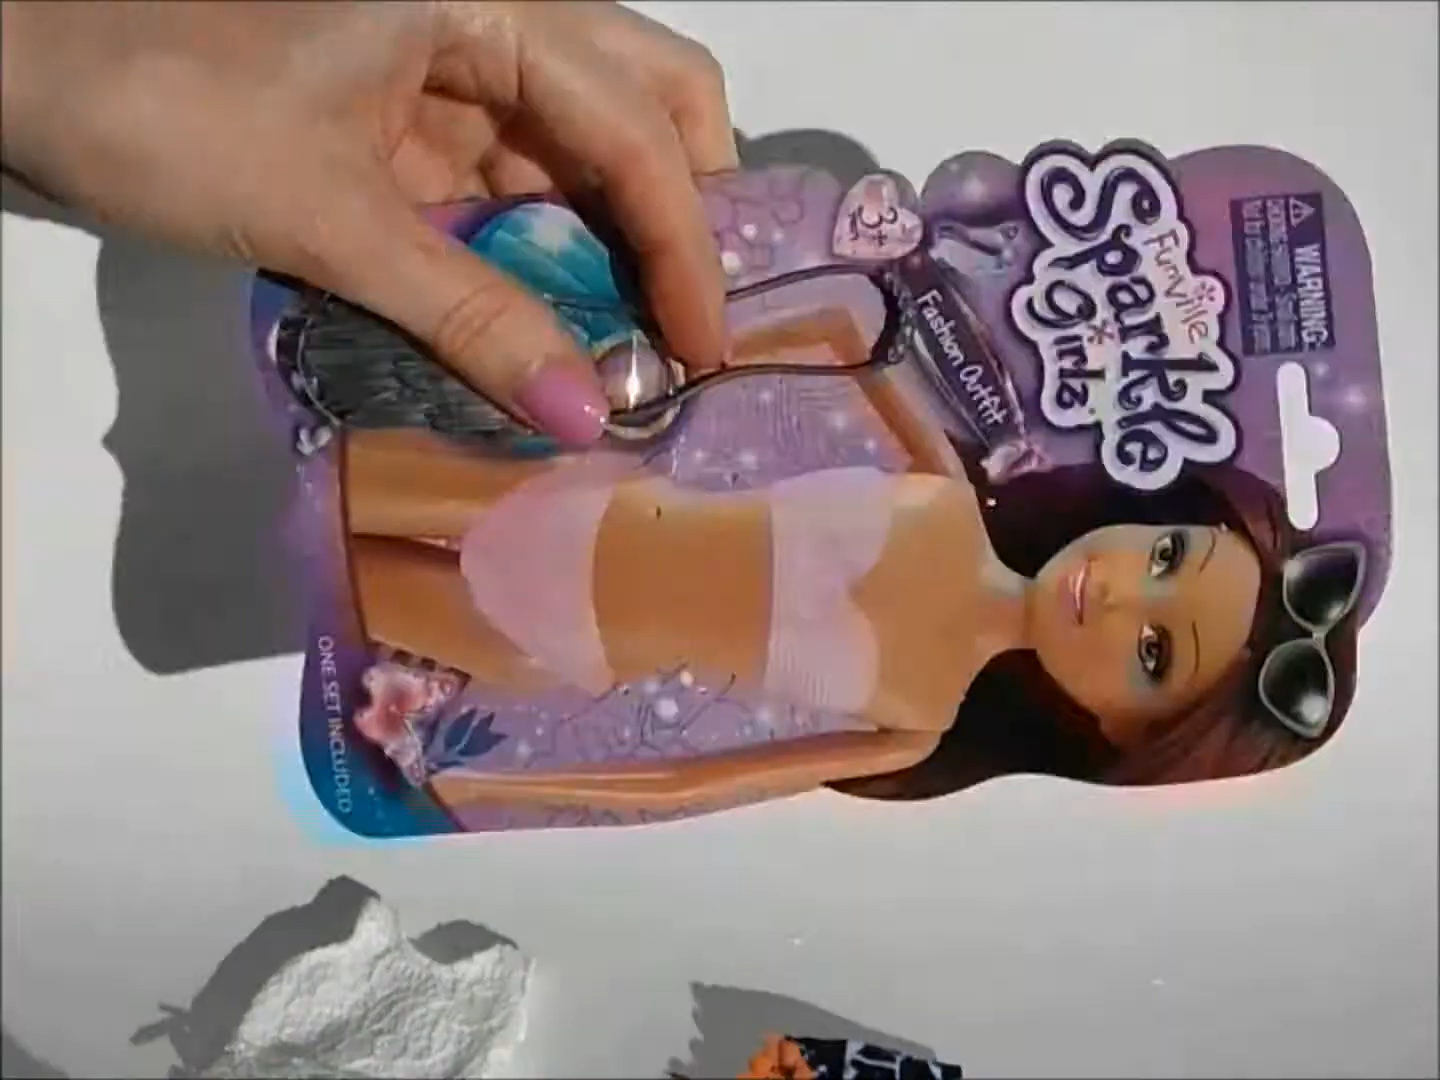 Funville
Sparkle
Girlz
Fashion Outfit
3+
WARNING:
ONE SET INCLUDED